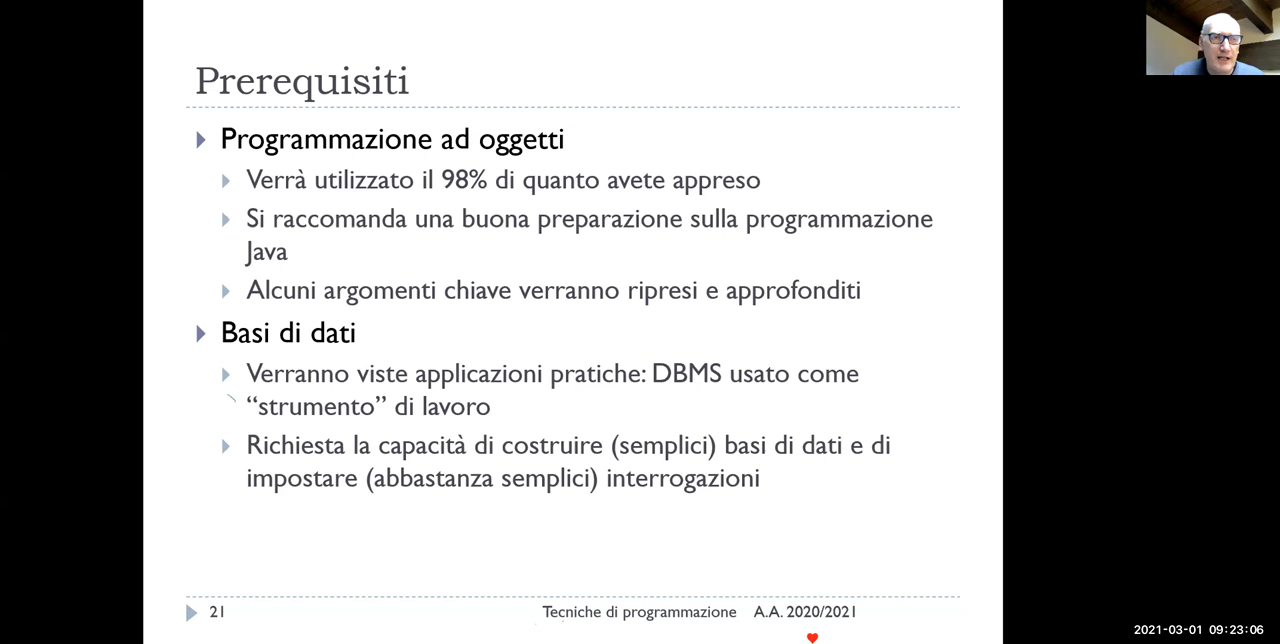 Prerequisiti
Programmazione ad oggetti
Verrà utilizzato il 98% di quanto avete appreso
Si raccomanda una buona preparazione sulla programmazione
Java
Alcuni argomenti chiave verranno ripresi e approfonditi
Basi di dati
Verranno viste applicazioni pratiche: DBMS usato come
“strumento” di lavoro
Richiesta la capacità di costruire (semplici) basi di dati e di
impostare (abbastanza semplici) interrogazioni
21
Tecniche di programmazione A.A. 2020/2021
2021-03-01 09:23:06